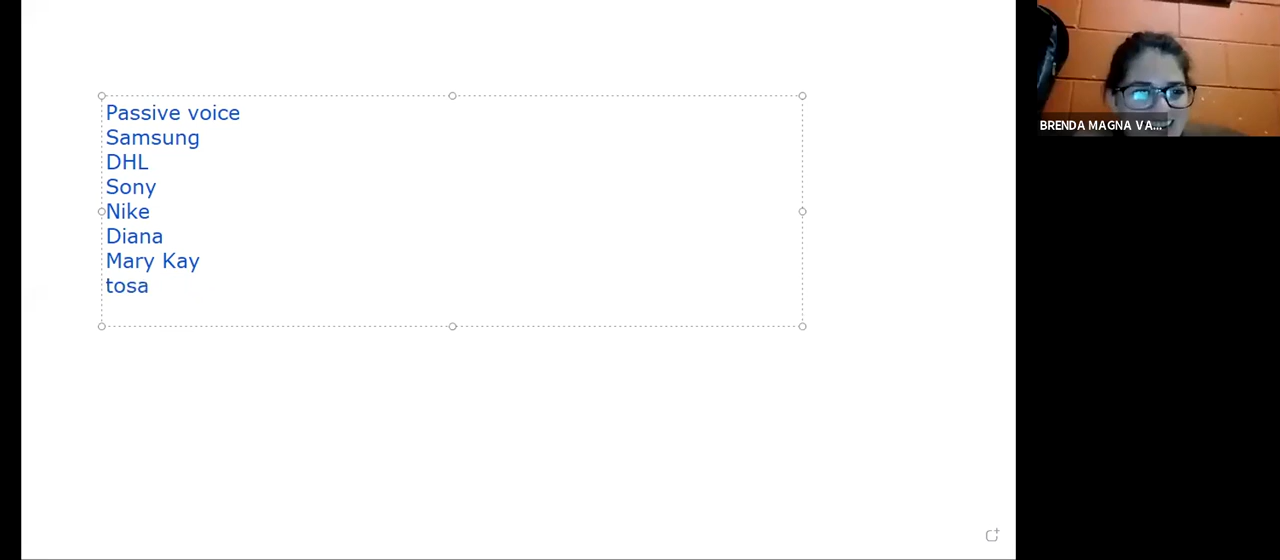 Passive voice
Samsung
DHL
Sony
Nike
Diana
Mary Kay
tosa
BRENDA MAGNA VA...